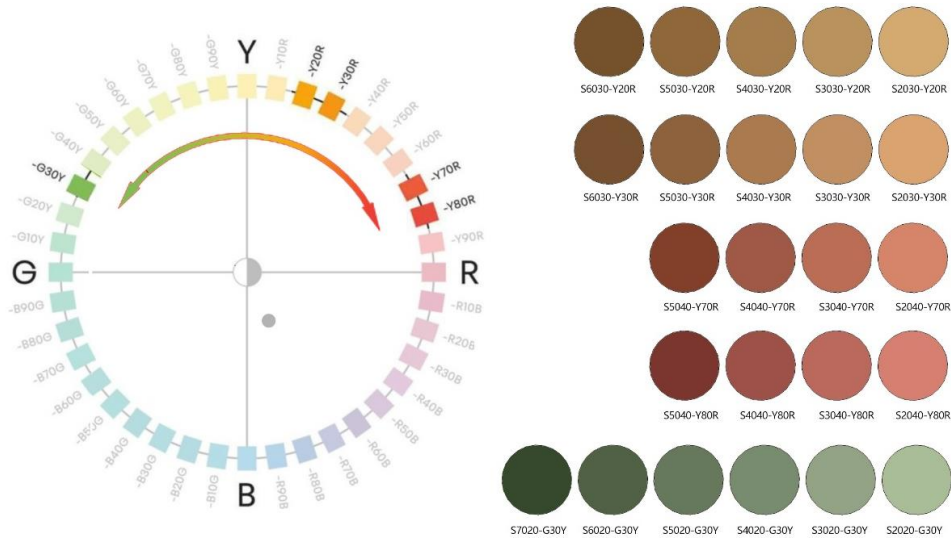 Y
-Y10R
-Y20R
-Y30R
-Y40R
-Y50R
-Y60R
-Y70R
-Y80R
-Y90R
R
-R10B
-R20B
-R30B
-R40B
-R50B
-R60B
-R70B
-R80B
-R90B
B
-B10G
-B20G
-B30G
-B40G
-B50G
-B60G
-B70G
-B80G
-B90G
G
-G10Y
-G20Y
-G30Y
-G40Y
-G50Y
-G60Y
-G70Y
-G80Y
-G90Y
S6030-Y20R S5030-Y20R S4030-Y20R S3030-Y20R S2030-Y20R
S6030-Y30R S5030-Y30R S4030-Y30R S3030-Y30R S2030-Y30R
S5040-Y70R S4040-Y70R S3040-Y70R S2040-Y70R
S5040-Y80R S4040-Y80R S3040-Y80R S2040-Y80R
S7020-G30Y S6020-G30Y S5020-G30Y S4020-G30Y S3020-G30Y S2020-G30Y